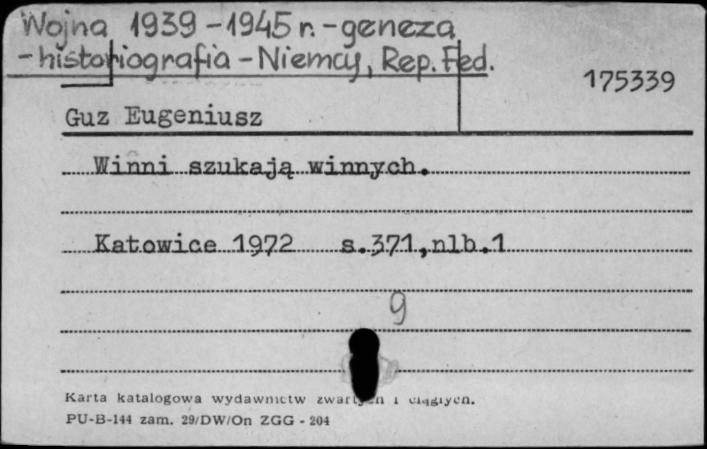 Wojna 1939-1945 r. - geneza
- historiografia - Niemcy, Rep. Fed.
175339
Guz Eugeniusz
Winni szukają winnych.
Katowice 1972 s.371,nlb.1
9
Karta katalogowa wydawnictw zwartych i ciągłych.
PU-B-144 zam. 29/DW/On ZGG - 204